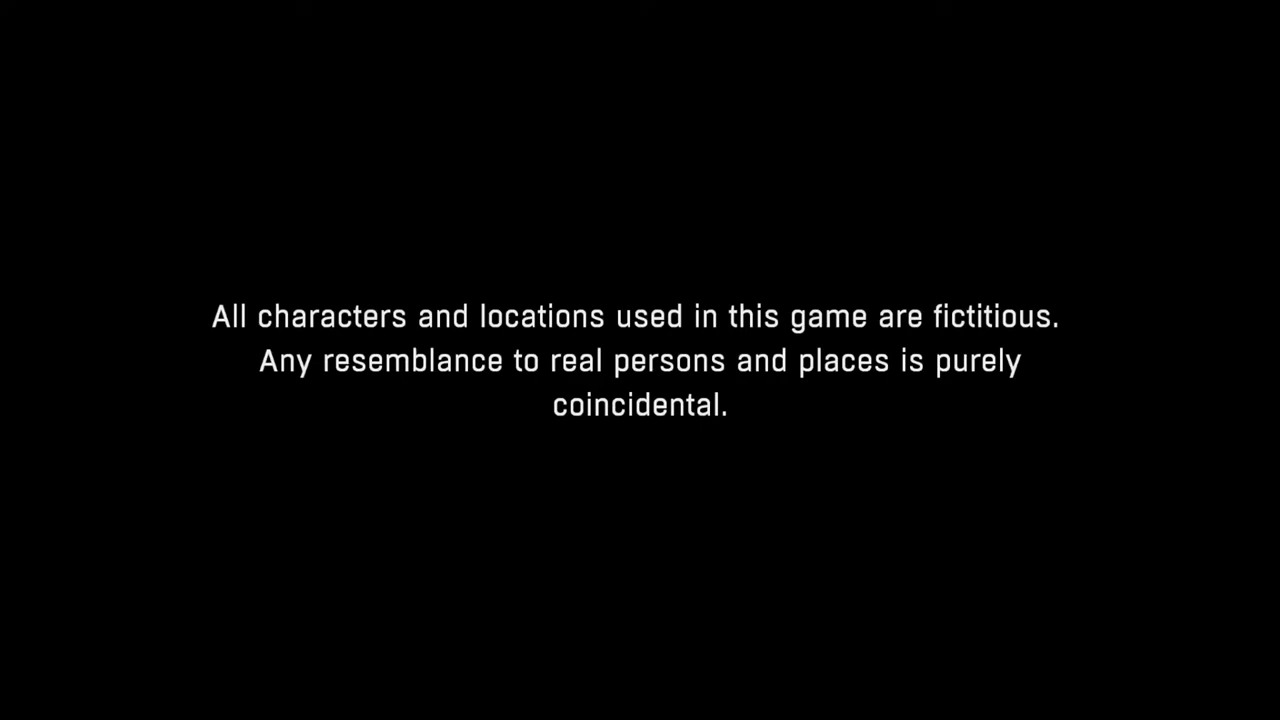 All characters and locations used in this game are fictitious.
Any resemblance to real persons and places is purely
coincidental.